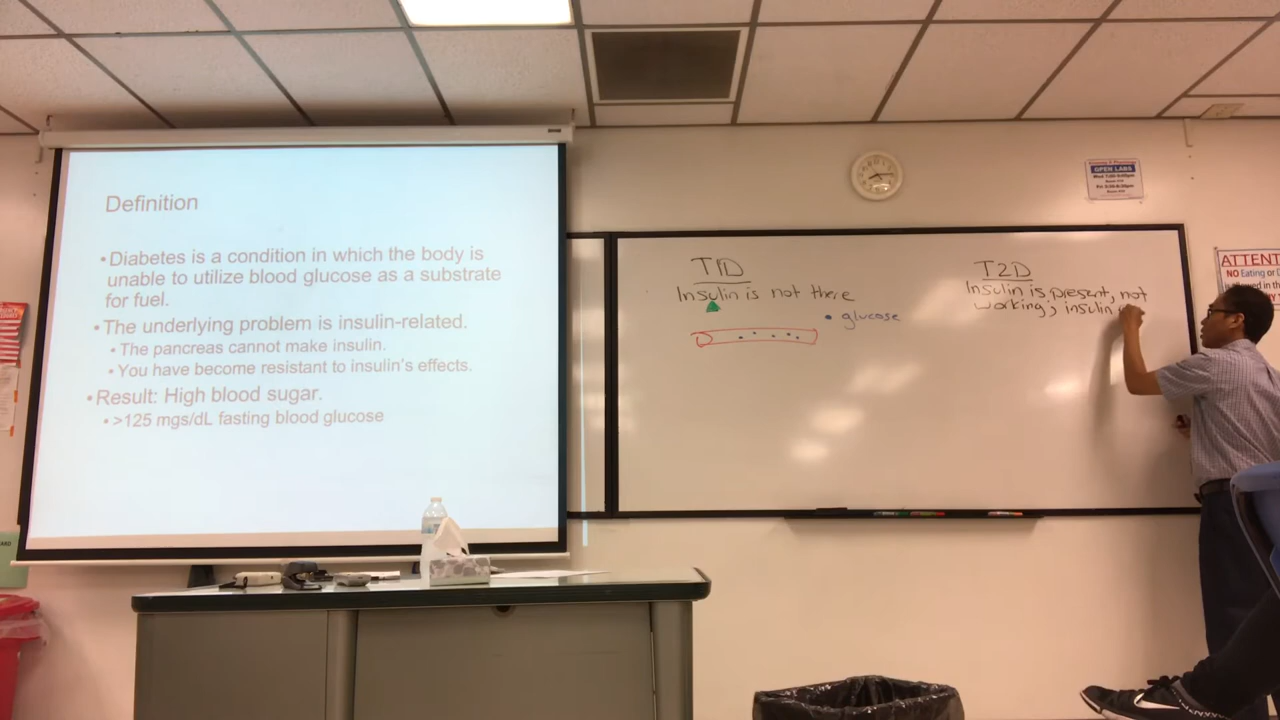 Definition
• Diabetes is a condition in which the body is
unable to utilize blood glucose as a substrate
for fuel.
• The underlying problem is insulin-related.
• The pancreas cannot make insulin.
• You have become resistant to insulin's effects.
• Result: High blood sugar.
• >125 mgs/dL fasting blood glucose
T1D
Insulin is not there
• glucose
T2D
Insulin is present, not
working, insulin
OPEN LABS
ATTENT
NO Eating or D